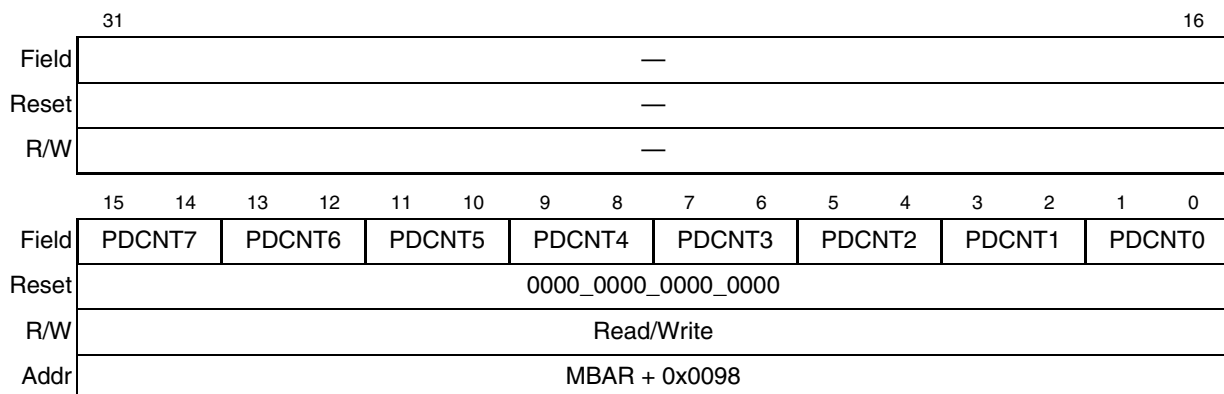 31 16
Field —
Reset —
R/W —
15 14 13 12 11 10 9 8 7 6 5 4 3 2 1 0
Field PDCNT7 PDCNT6 PDCNT5 PDCNT4 PDCNT3 PDCNT2 PDCNT1 PDCNT0
Reset 0000_0000_0000_0000
R/W Read/Write
Addr MBAR + 0x0098